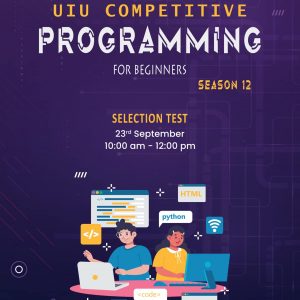 UIU COMPETITIVE
PROGRAMMING
FOR BEGINNERS
SEASON 12
SELECTION TEST
23rd September
10:00 am - 12:00 pm
HTML
python
</>
<code>